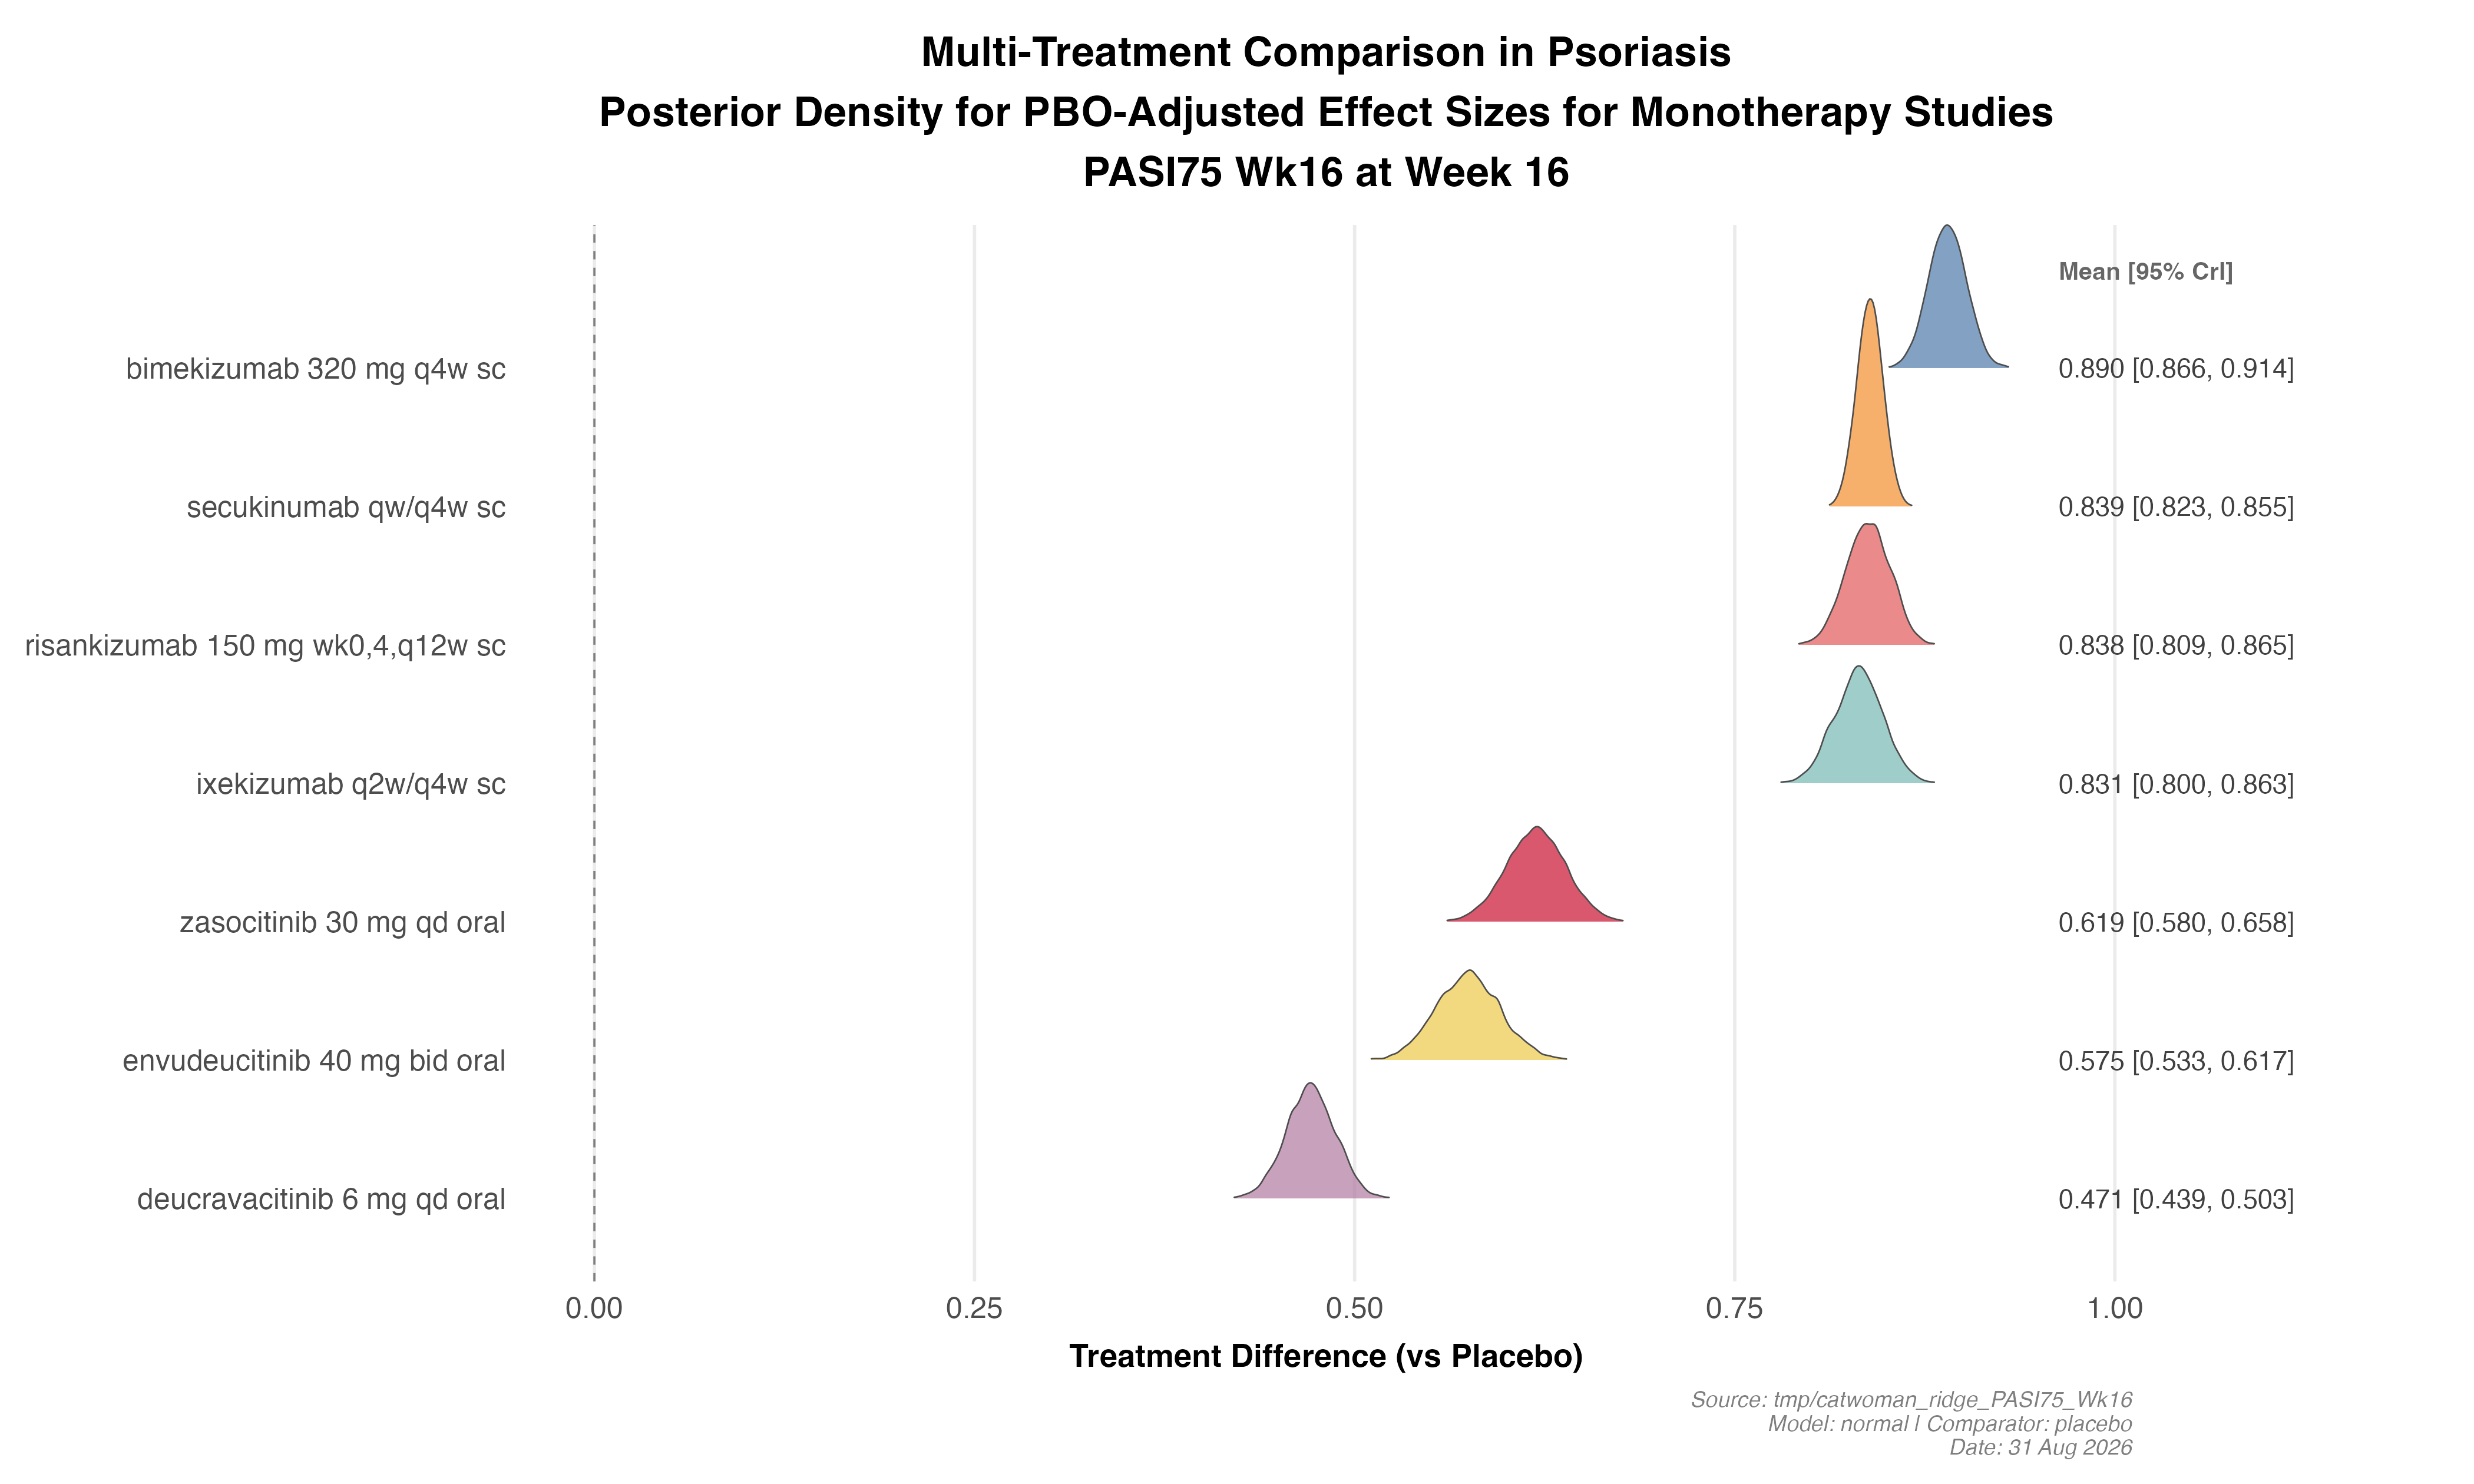 Multi-Treatment Comparison in Psoriasis
Posterior Density for PBO-Adjusted Effect Sizes for Monotherapy Studies
PASI75 Wk16 at Week 16
Mean [95% CrI]
bimekizumab 320 mg q4w sc 0.890 [0.866, 0.914]
secukinumab qw/q4w sc 0.839 [0.823, 0.855]
risankizumab 150 mg wk0,4,q12w sc 0.838 [0.809, 0.865]
ixekizumab q2w/q4w sc 0.831 [0.800, 0.863]
zasocitinib 30 mg qd oral 0.619 [0.580, 0.658]
envudeucitinib 40 mg bid oral 0.575 [0.533, 0.617]
deucravacitinib 6 mg qd oral 0.471 [0.439, 0.503]
0.00 0.25 0.50 0.75 1.00
Treatment Difference (vs Placebo)
Source: tmp/catwoman_ridge_PASI75_Wk16
Model: normal | Comparator: placebo
Date: 31 Aug 2026